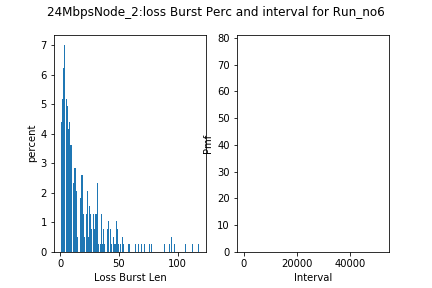 24MbpsNode_2:loss Burst Perc and interval for Run_no6
7
6
5
4
3
2
1
0
percent
0 50 100
Loss Burst Len
80
70
60
50
40
30
20
10
0
Pmf
0 20000 40000
Interval